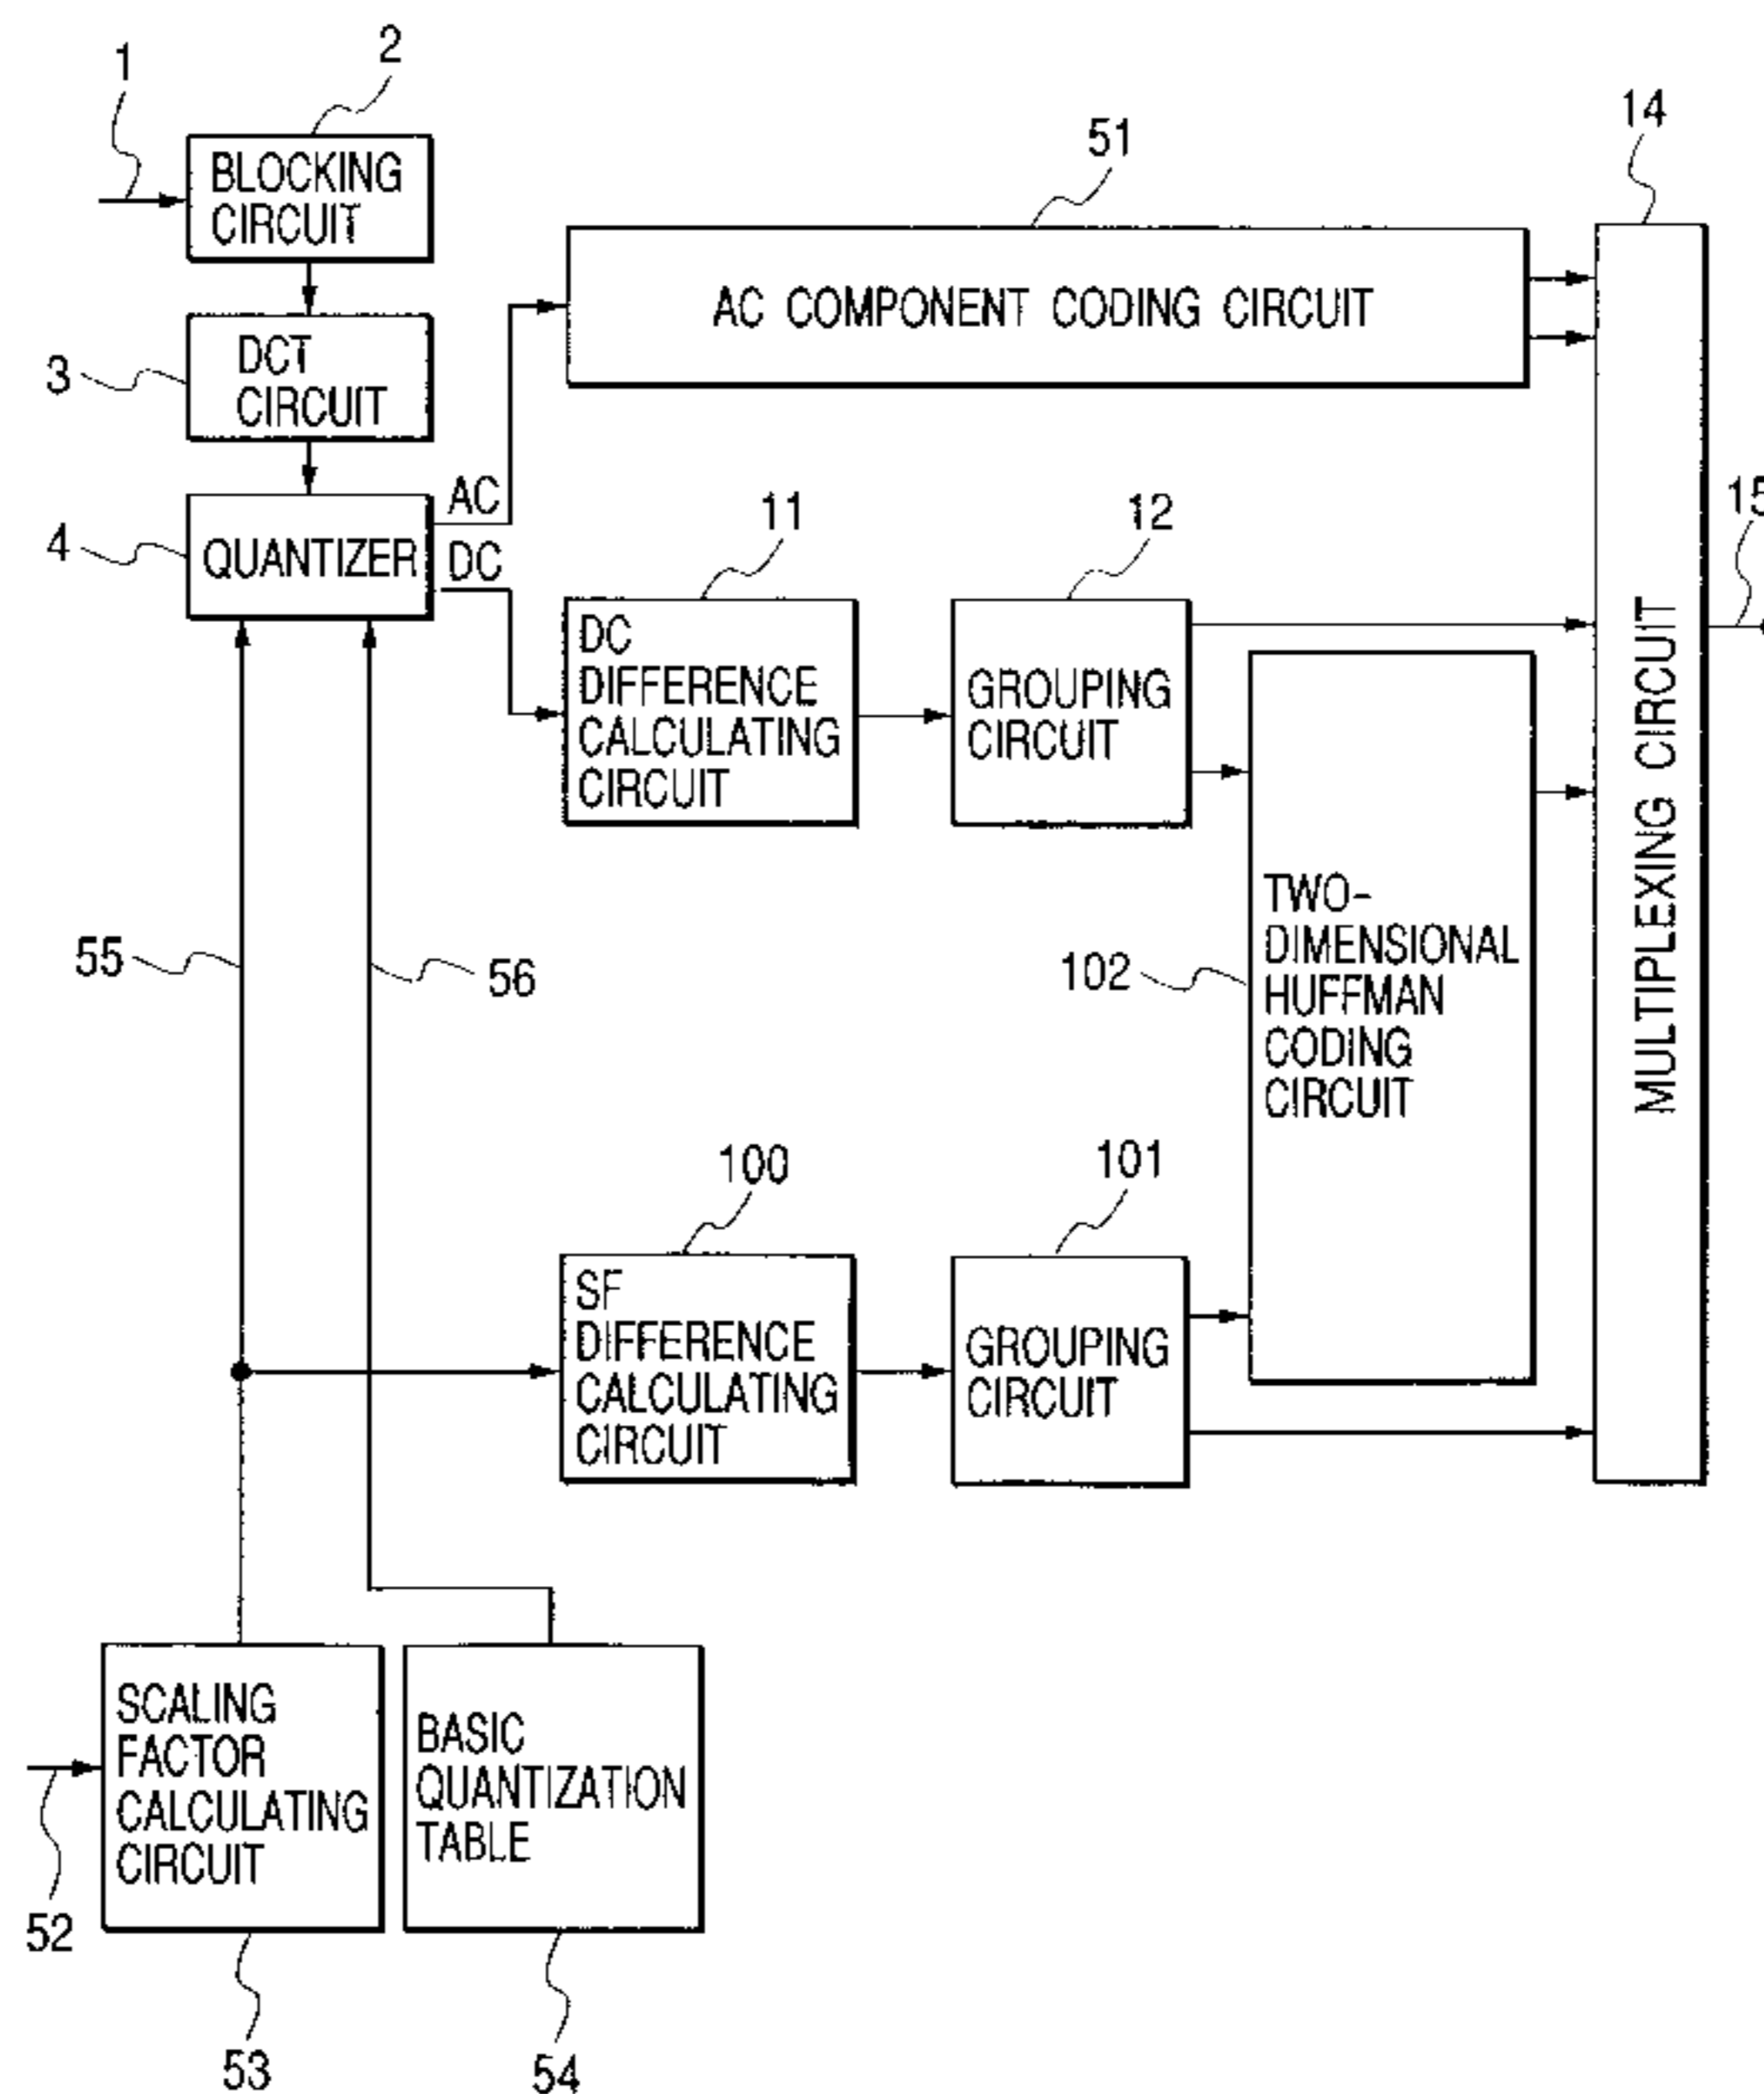 1
2
BLOCKING
CIRCUIT
3
DCT
CIRCUIT
4
QUANTIZER
AC
DC
51
AC COMPONENT CODING CIRCUIT
14
MULTIPLEXING CIRCUIT
15
11
DC
DIFFERENCE
CALCULATING
CIRCUIT
12
GROUPING
CIRCUIT
102
TWO-
DIMENSIONAL
HUFFMAN
CODING
CIRCUIT
55
56
100
SF
DIFFERENCE
CALCULATING
CIRCUIT
101
GROUPING
CIRCUIT
52
SCALING
FACTOR
CALCULATING
CIRCUIT
53
BASIC
QUANTIZATION
TABLE
54